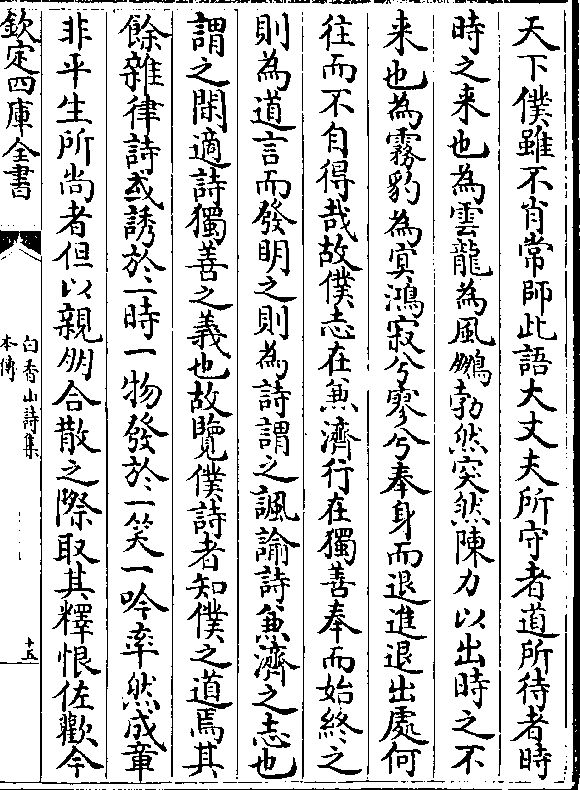 天下僕雖不肖常師此語大丈夫所守者道所待者時
時之来也為雲龍為風鵬勃然突然陳力以出時之不
来也為霧豹為冥鴻寂兮寥兮奉身而退進退出處何
往而不自得哉故僕志在兼濟行在獨善奉而始終之
則為道言而發明之則為詩謂之諷諭詩兼濟之志也
謂之閑適詩獨善之義也故覽僕詩者知僕之道焉其
餘雜律詩或誘於一時一物發於一笑一吟率然成章
非平生所尚者但以親朋合散之際取其釋恨佐歡今
欽定四庫全書
白香山詩集
本傳
十五